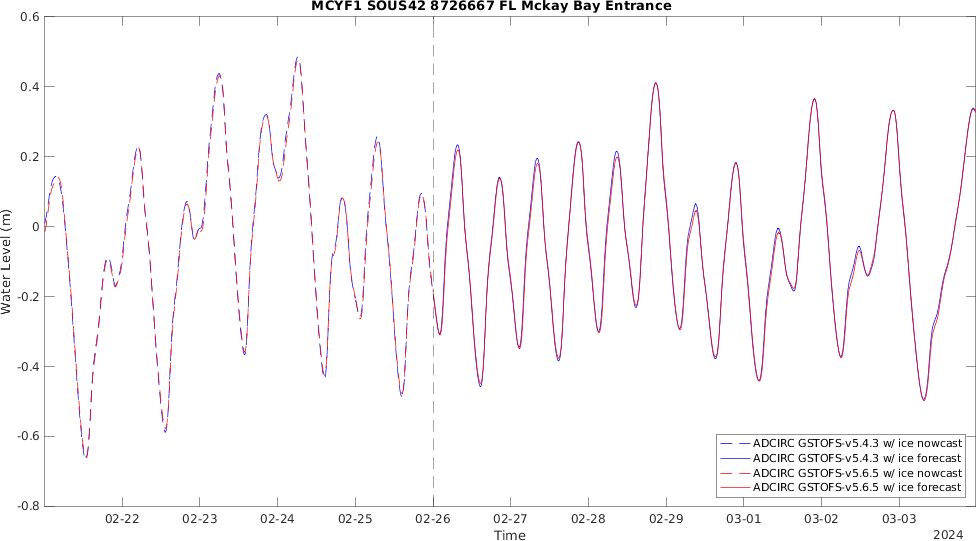 MCYF1 SOUS42 8726667 FL Mckay Bay Entrance
Water Level (m)
0.6
0.4
0.2
0
-0.2
-0.4
-0.6
-0.8
ADCIRC GSTOFS-v5.4.3 w/ ice nowcast
ADCIRC GSTOFS-v5.4.3 w/ ice forecast
ADCIRC GSTOFS-v5.6.5 w/ ice nowcast
ADCIRC GSTOFS-v5.6.5 w/ ice forecast
02-22 02-23 02-24 02-25 02-26 02-27 02-28 02-29 03-01 03-02 03-03
Time
2024